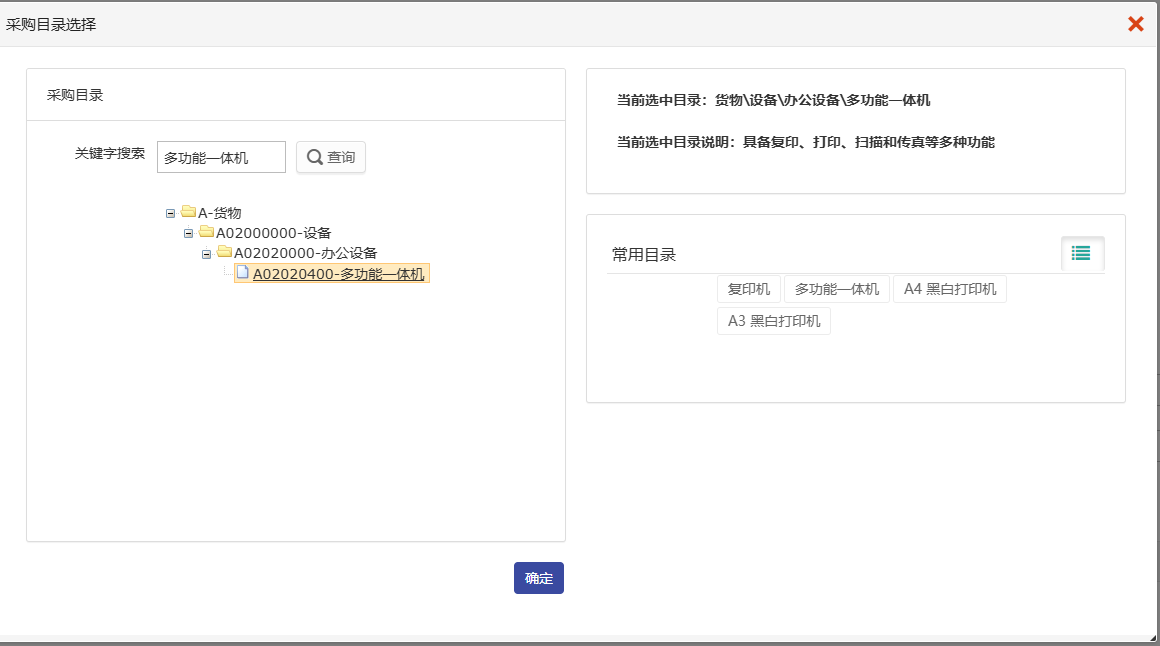 采购目录选择
采购目录
关键字搜索
多功能一体机
查询
A-货物
A02000000-设备
A02020000-办公设备
A02020400-多功能一体机
确定
当前选中目录：货物\设备\办公设备\多功能一体机
当前选中目录说明：具备复印、打印、扫描和传真等多种功能
常用目录
复印机 多功能一体机 A4 黑白打印机
A3 黑白打印机